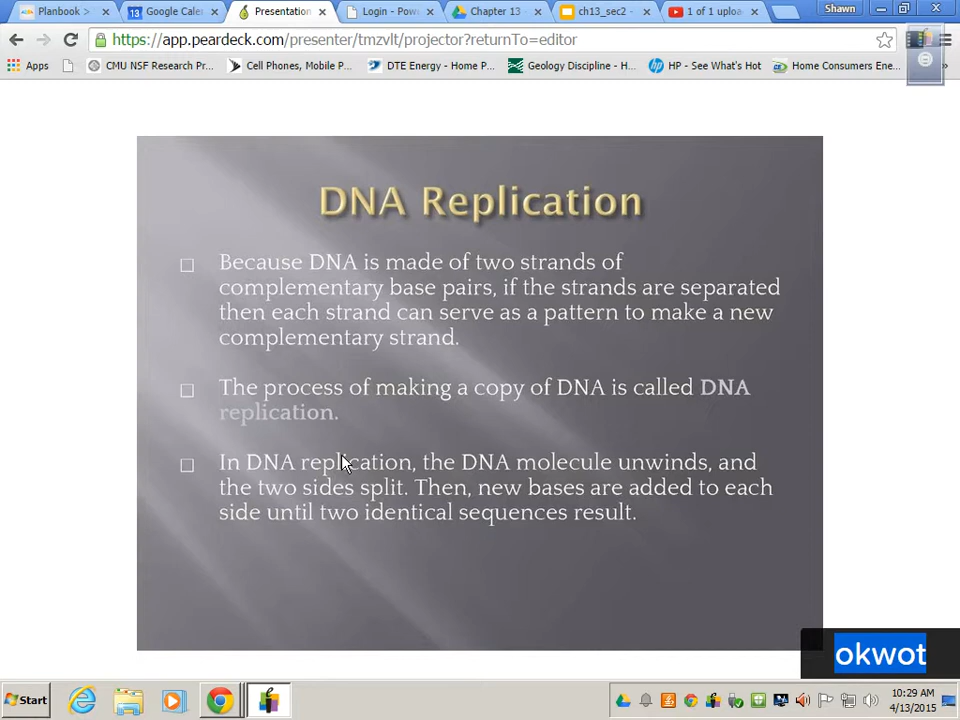 Planbook >
Google Cale
Presentation
Login - Pow
Chapter 13 -
ch13_sec2 -
1 of 1 uploa
Shawn
13
https://app.peardeck.com/presenter/tmzvlt/projector?returnTo=editor
Apps
CMU NSF Research Pr...
Cell Phones, Mobile P...
DTE Energy - Home P...
Geology Discipline - H...
HP - See What's Hot
Home Consumers Ene...
DNA Replication
Because DNA is made of two strands of
complementary base pairs, if the strands are separated
then each strand can serve as a pattern to make a new
complementary strand.
The process of making a copy of DNA is called DNA
replication.
In DNA replication, the DNA molecule unwinds, and
the two sides split. Then, new bases are added to each
side until two identical sequences result.
okwot
Start
10:29 AM
4/13/2015